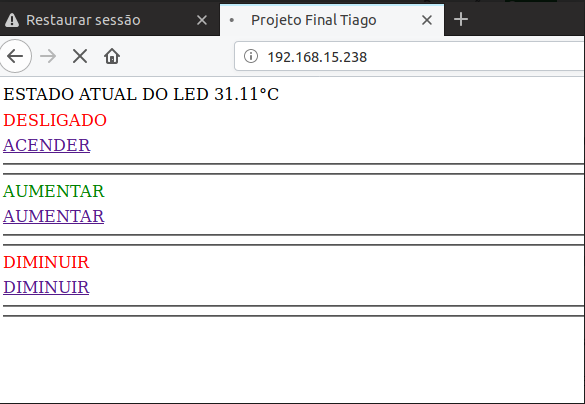 Restaurar sessão
Projeto Final Tiago
192.168.15.238
ESTADO ATUAL DO LED 31.11°C
DESLIGADO
ACENDER
AUMENTAR
AUMENTAR
DIMINUIR
DIMINUIR